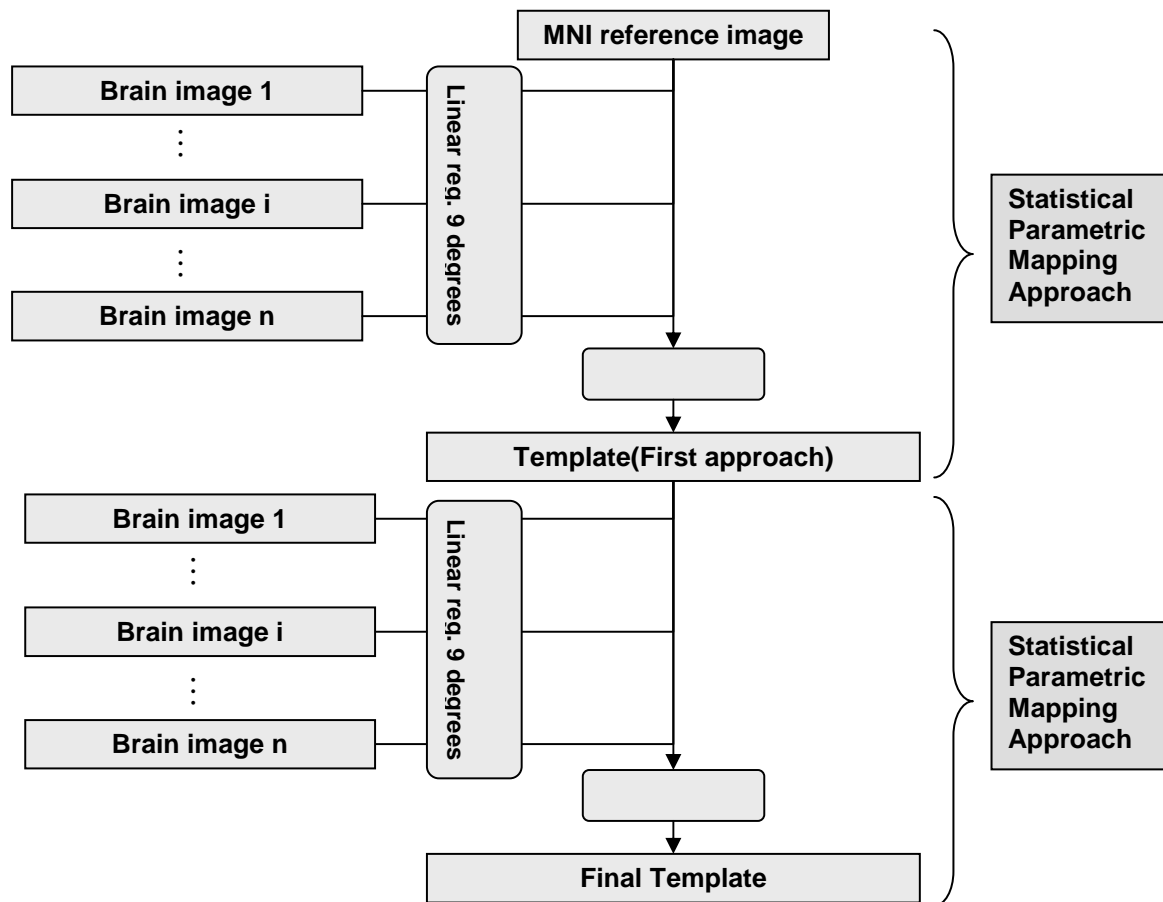 MNI reference image
Brain image 1
Brain image i
Brain image n
Linear reg. 9 degrees
Statistical
Parametric
Mapping
Approach
Template(First approach)
Brain image 1
Brain image i
Brain image n
Linear reg. 9 degrees
Statistical
Parametric
Mapping
Approach
Final Template